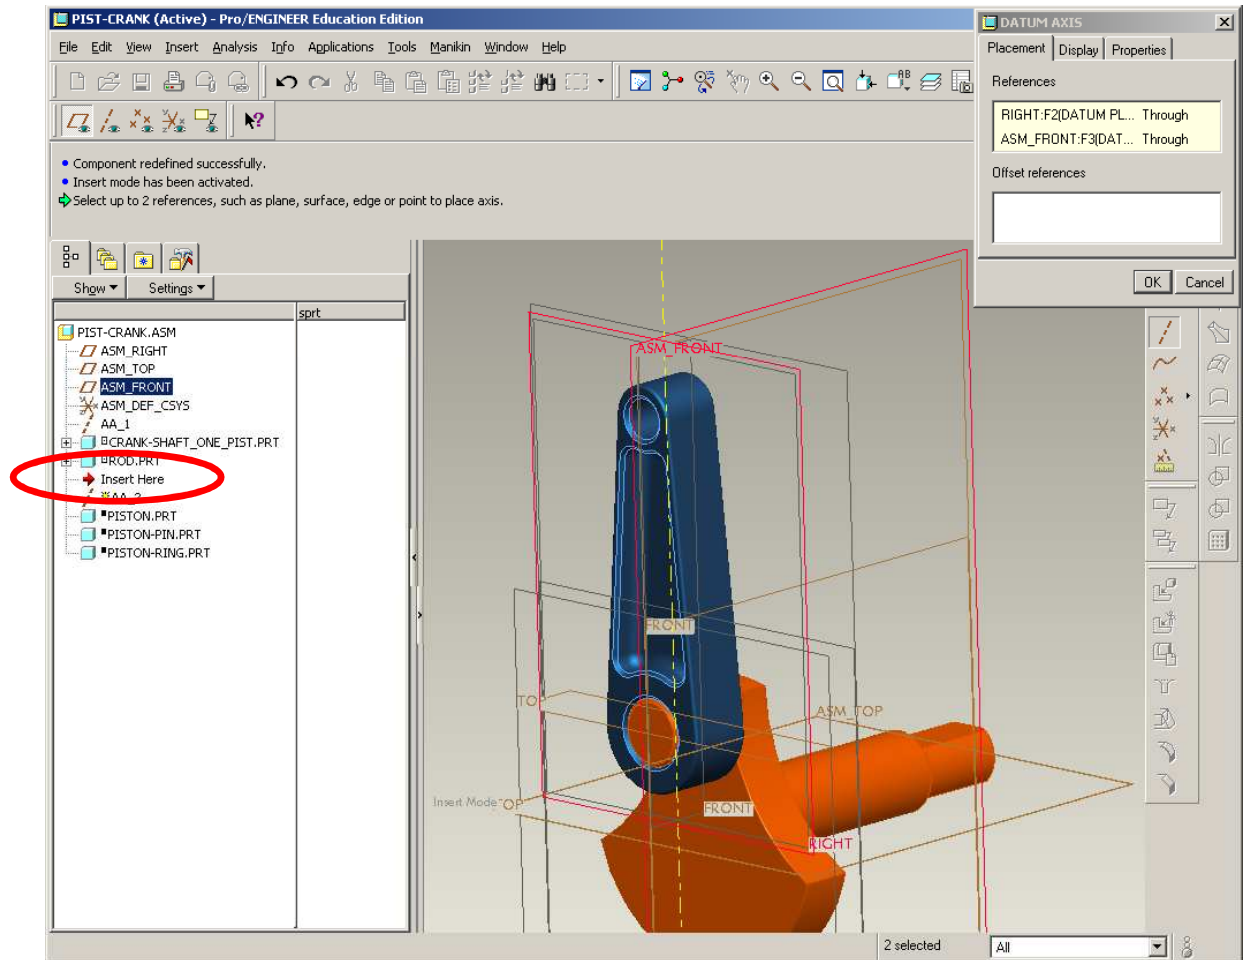 PIST-CRANK (Active) - Pro/ENGINEER Education Edition
File Edit View Insert Analysis Info Applications Tools Manikin Window Help
Component redefined successfully.
Insert mode has been activated.
Select up to 2 references, such as plane, surface, edge or point to place axis.
DATUM AXIS
Placement Display Properties
References
RIGHT:F2(DATUM PL... Through
ASM_FRONT:F3(DAT... Through
Offset references
OK Cancel
Show Settings
sprt
PIST-CRANK.ASM
ASM_RIGHT
ASM_TOP
ASM_FRONT
ASM_DEF_CSYS
AA_1
CRANK-SHAFT_ONE_PIST.PRT
ROD.PRT
Insert Here
AA_2
PISTON.PRT
PISTON-PIN.PRT
PISTON-RING.PRT
ASM_FRONT
FRONT
TOP
ASM_TOP
Insert Mode
TOP
FRONT
RIGHT
2 selected
All